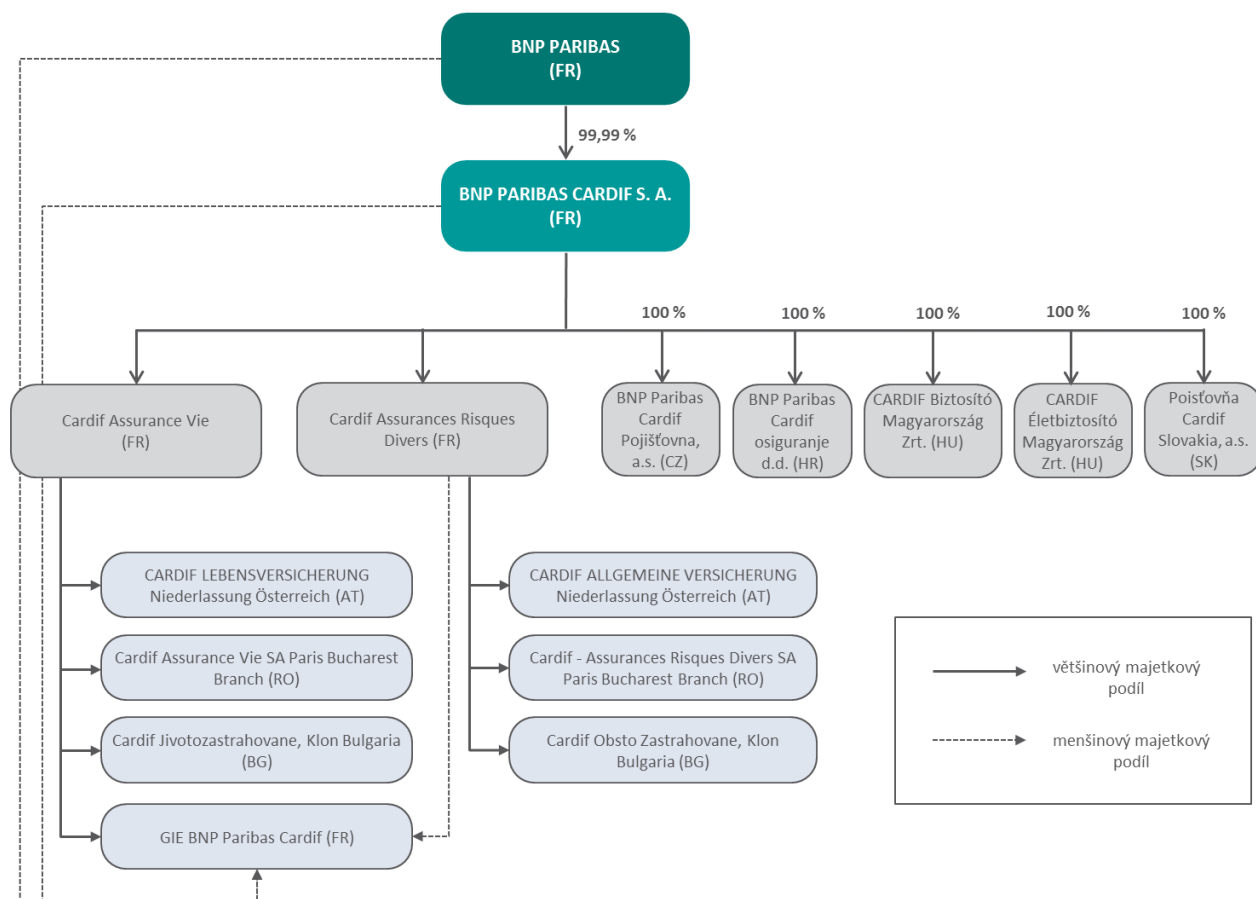 BNP PARIBAS
(FR)
99,99 %
BNP PARIBAS CARDIF S. A.
(FR)
100 %
100 %
100 %
100 %
100 %
Cardif Assurance Vie
(FR)
Cardif Assurances Risques
Divers (FR)
BNP Paribas
Cardif
Pojišťovna,
a.s. (CZ)
BNP Paribas
Cardif
osiguranje
d.d. (HR)
CARDIF Biztosító
Magyarország
Zrt. (HU)
CARDIF
Életbiztosító
Magyarország
Zrt. (HU)
Poisťovňa
Cardif
Slovakia, a.s.
(SK)
CARDIF LEBENSVERSICHERUNG
Niederlassung Österreich (AT)
Cardif Assurance Vie SA Paris Bucharest
Branch (RO)
Cardif Jivotozastrahovane, Klon Bulgaria
(BG)
GIE BNP Paribas Cardif (FR)
CARDIF ALLGEMEINE VERSICHERUNG
Niederlassung Österreich (AT)
Cardif - Assurances Risques Divers SA
Paris Bucharest Branch (RO)
Cardif Obsto Zastrahovane, Klon
Bulgaria (BG)
většinový majetkový
podíl
menšinový majetkový
podíl